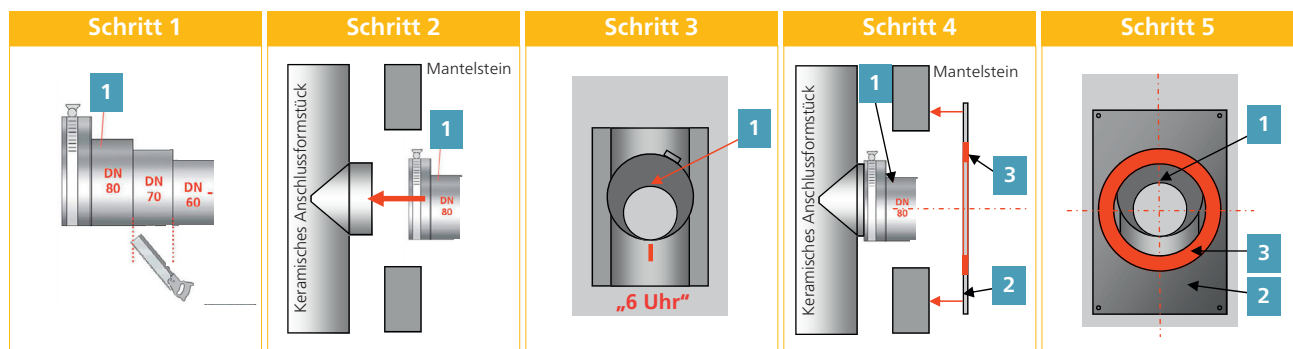 Schritt 1
1
DN
80
DN
70
DN
60
Schritt 2
Keramisches Anschlussformstück
Mantelstein
1
DN
80
Schritt 3
1
„6 Uhr“
Schritt 4
Keramisches Anschlussformstück
Mantelstein
1
DN
80
3
2
Schritt 5
1
3
2